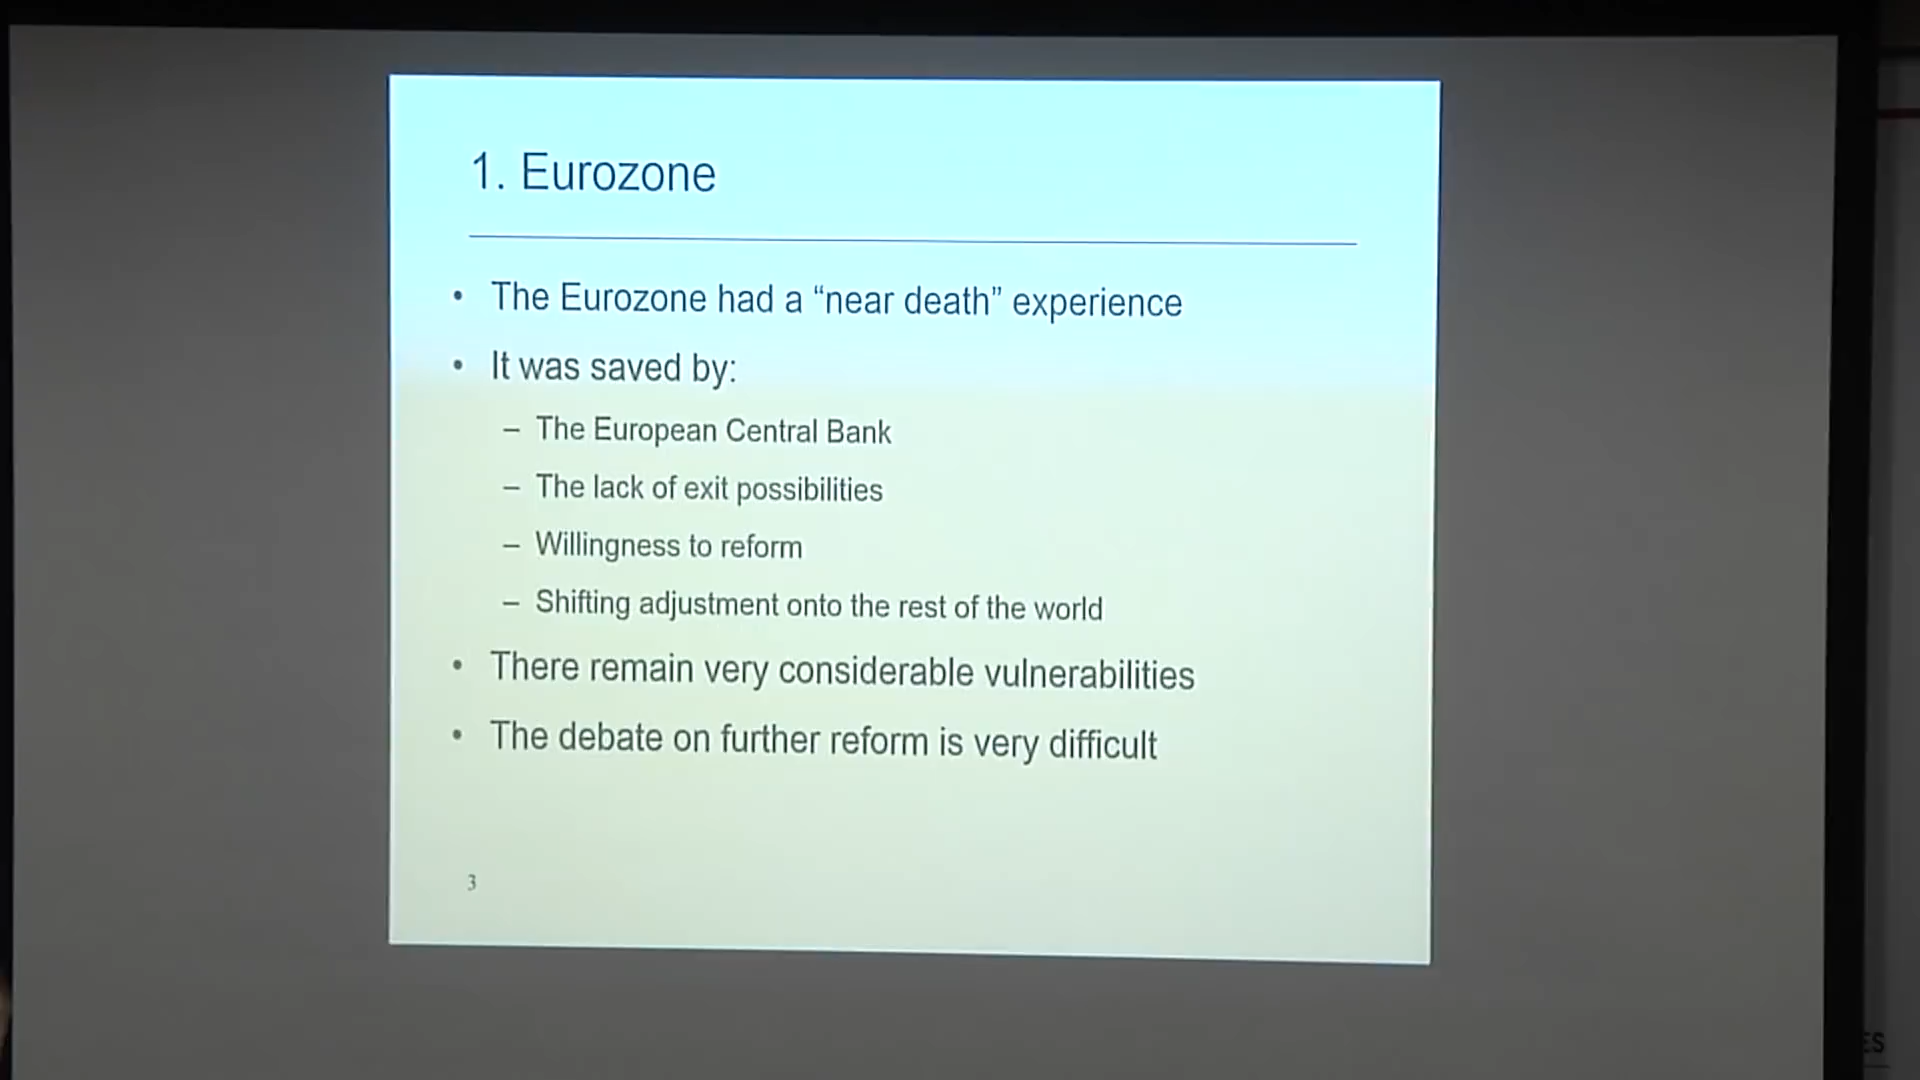 1. Eurozone
• The Eurozone had a “near death” experience
• It was saved by:
– The European Central Bank
– The lack of exit possibilities
– Willingness to reform
– Shifting adjustment onto the rest of the world
• There remain very considerable vulnerabilities
• The debate on further reform is very difficult
3